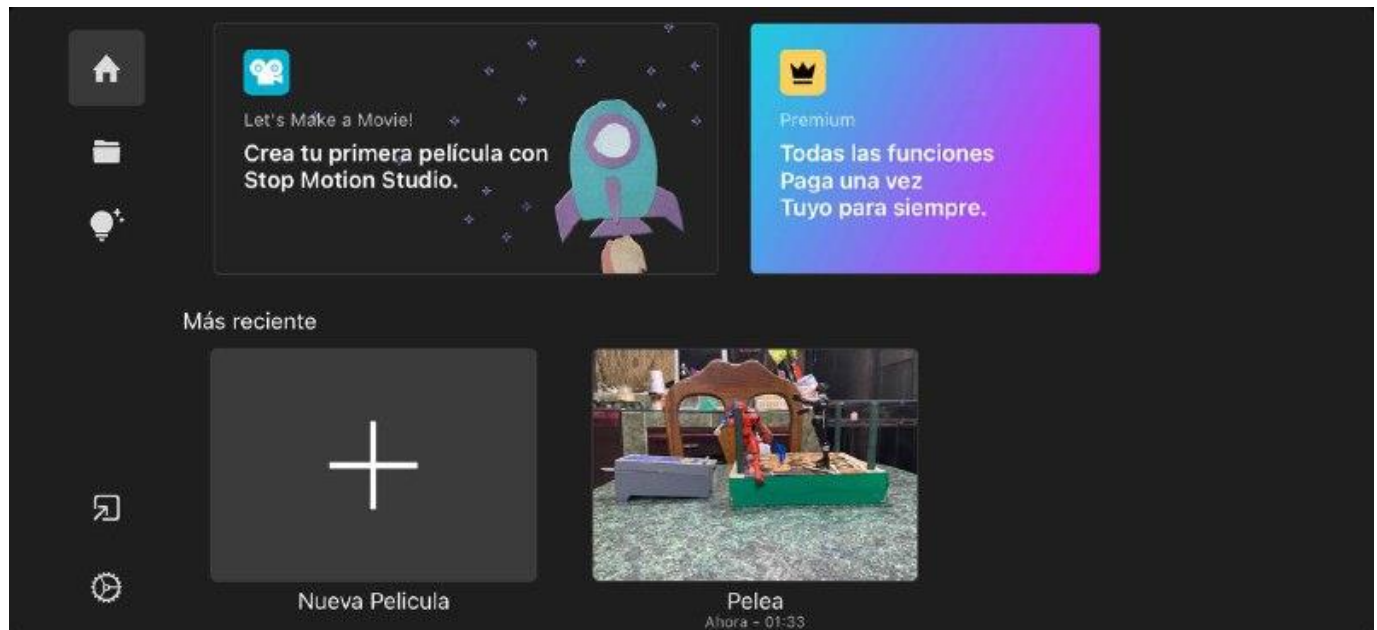 Let's Make a Movie!
Crea tu primera película con
Stop Motion Studio.
Premium
Todas las funciones
Paga una vez
Tuyo para siempre.
Más reciente
Nueva Pelicula
Pelea
Ahora - 01:33